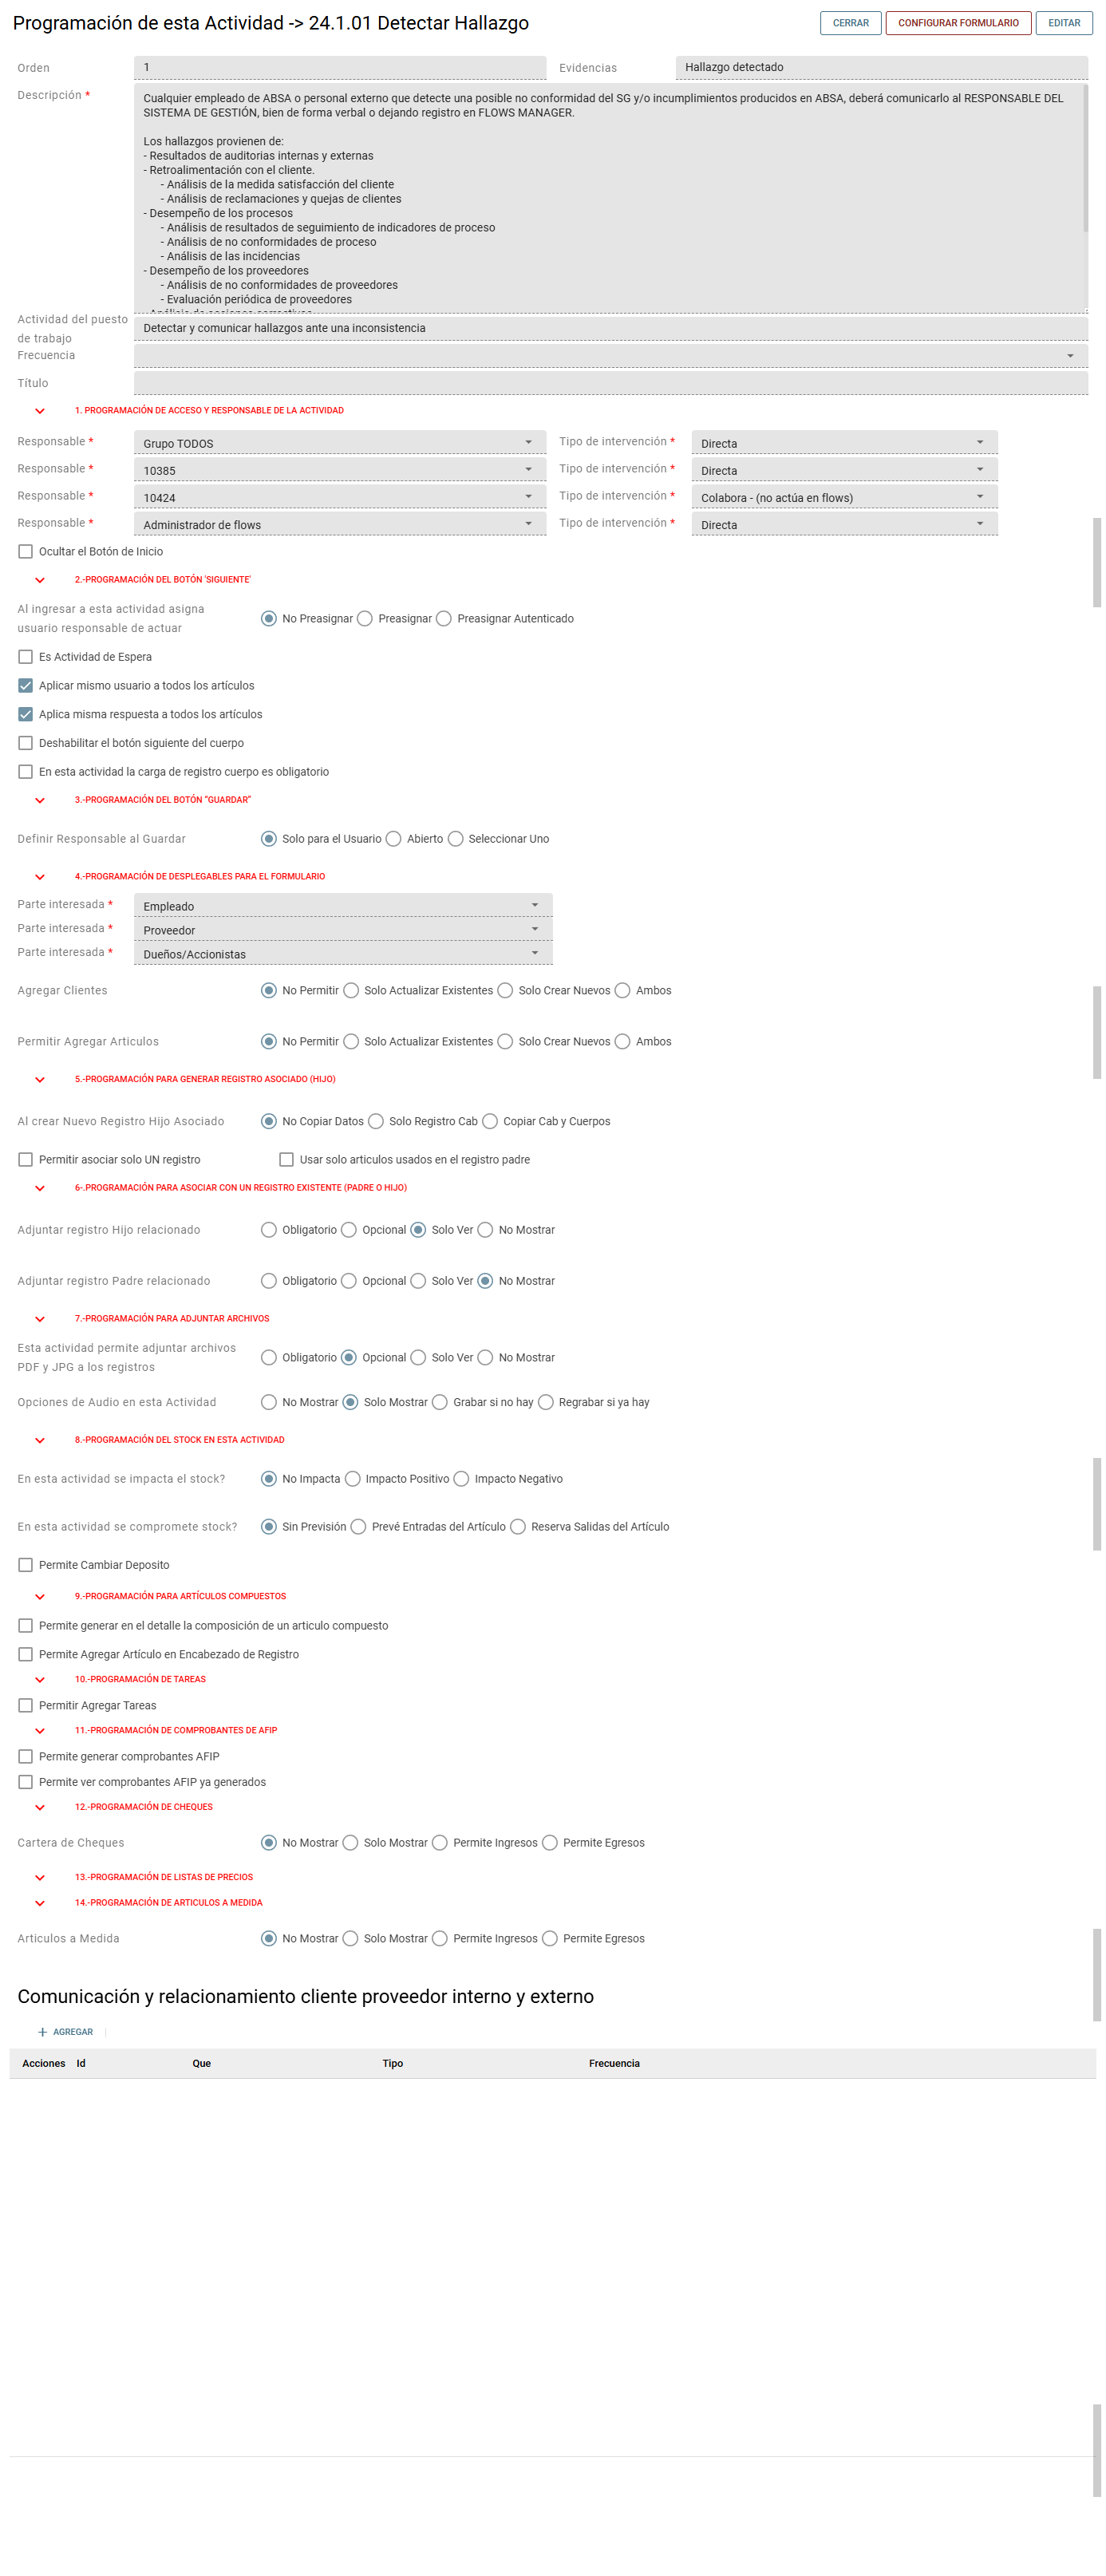 Programación de esta Actividad -> 24.1.01 Detectar Hallazgo
CERRAR
CONFIGURAR FORMULARIO
EDITAR
Orden 1 Evidencias Hallazgo detectado
Descripción *
Cualquier empleado de ABSA o personal externo que detecte una posible no conformidad del SG y/o incumplimientos producidos en ABSA, deberá comunicarlo al RESPONSABLE DEL
SISTEMA DE GESTIÓN, bien de forma verbal o dejando registro en FLOWS MANAGER.
Los hallazgos provienen de:
- Resultados de auditorias internas y externas
- Retroalimentación con el cliente.
- Análisis de la medida satisfacción del cliente
- Análisis de reclamaciones y quejas de clientes
- Desempeño de los procesos
- Análisis de resultados de seguimiento de indicadores de proceso
- Análisis de no conformidades de proceso
- Análisis de las incidencias
- Desempeño de los proveedores
- Análisis de no conformidades de proveedores
- Evaluación periódica de proveedores
Actividad del puesto
de trabajo
Detectar y comunicar hallazgos ante una inconsistencia
Frecuencia
Título
1. PROGRAMACIÓN DE ACCESO Y RESPONSABLE DE LA ACTIVIDAD
Responsable * Grupo TODOS Tipo de intervención * Directa
Responsable * 10385 Tipo de intervención * Directa
Responsable * 10424 Tipo de intervención * Colabora - (no actúa en flows)
Responsable * Administrador de flows Tipo de intervención * Directa
Ocultar el Botón de Inicio
2.-PROGRAMACIÓN DEL BOTÓN 'SIGUIENTE'
Al ingresar a esta actividad asigna
usuario responsable de actuar
No Preasignar Preasignar Preasignar Autenticado
Es Actividad de Espera
Aplicar mismo usuario a todos los artículos
Aplica misma respuesta a todos los artículos
Deshabilitar el botón siguiente del cuerpo
En esta actividad la carga de registro cuerpo es obligatorio
3.-PROGRAMACIÓN DEL BOTÓN "GUARDAR"
Definir Responsable al Guardar Solo para el Usuario Abierto Seleccionar Uno
4.-PROGRAMACIÓN DE DESPLEGABLES PARA EL FORMULARIO
Parte interesada * Empleado
Parte interesada * Proveedor
Parte interesada * Dueños/Accionistas
Agregar Clientes No Permitir Solo Actualizar Existentes Solo Crear Nuevos Ambos
Permitir Agregar Articulos No Permitir Solo Actualizar Existentes Solo Crear Nuevos Ambos
5.-PROGRAMACIÓN PARA GENERAR REGISTRO ASOCIADO (HIJO)
Al crear Nuevo Registro Hijo Asociado No Copiar Datos Solo Registro Cab Copiar Cab y Cuerpos
Permitir asociar solo UN registro Usar solo articulos usados en el registro padre
6-.PROGRAMACIÓN PARA ASOCIAR CON UN REGISTRO EXISTENTE (PADRE O HIJO)
Adjuntar registro Hijo relacionado Obligatorio Opcional Solo Ver No Mostrar
Adjuntar registro Padre relacionado Obligatorio Opcional Solo Ver No Mostrar
7.-PROGRAMACIÓN PARA ADJUNTAR ARCHIVOS
Esta actividad permite adjuntar archivos
PDF y JPG a los registros
Obligatorio Opcional Solo Ver No Mostrar
Opciones de Audio en esta Actividad No Mostrar Solo Mostrar Grabar si no hay Regrabar si ya hay
8.-PROGRAMACIÓN DEL STOCK EN ESTA ACTIVIDAD
En esta actividad se impacta el stock? No Impacta Impacto Positivo Impacto Negativo
En esta actividad se compromete stock? Sin Previsión Prevé Entradas del Artículo Reserva Salidas del Artículo
Permite Cambiar Deposito
9.-PROGRAMACIÓN PARA ARTÍCULOS COMPUESTOS
Permite generar en el detalle la composición de un articulo compuesto
Permite Agregar Artículo en Encabezado de Registro
10.-PROGRAMACIÓN DE TAREAS
Permitir Agregar Tareas
11.-PROGRAMACIÓN DE COMPROBANTES DE AFIP
Permite generar comprobantes AFIP
Permite ver comprobantes AFIP ya generados
12.-PROGRAMACIÓN DE CHEQUES
Cartera de Cheques No Mostrar Solo Mostrar Permite Ingresos Permite Egresos
13.-PROGRAMACIÓN DE LISTAS DE PRECIOS
14.-PROGRAMACIÓN DE ARTICULOS A MEDIDA
Articulos a Medida No Mostrar Solo Mostrar Permite Ingresos Permite Egresos
Comunicación y relacionamiento cliente proveedor interno y externo
AGREGAR
Acciones Id Que Tipo Frecuencia